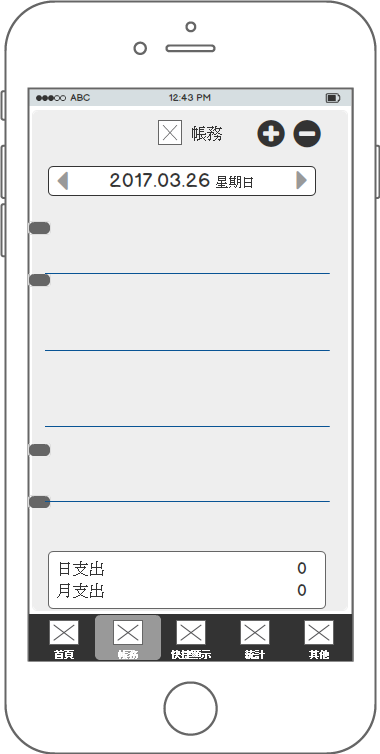 ABC 12:43 PM
帳務
2017.03.26 星期日
日支出 0
月支出 0
首頁 帳務 快捷顯示 統計 其他